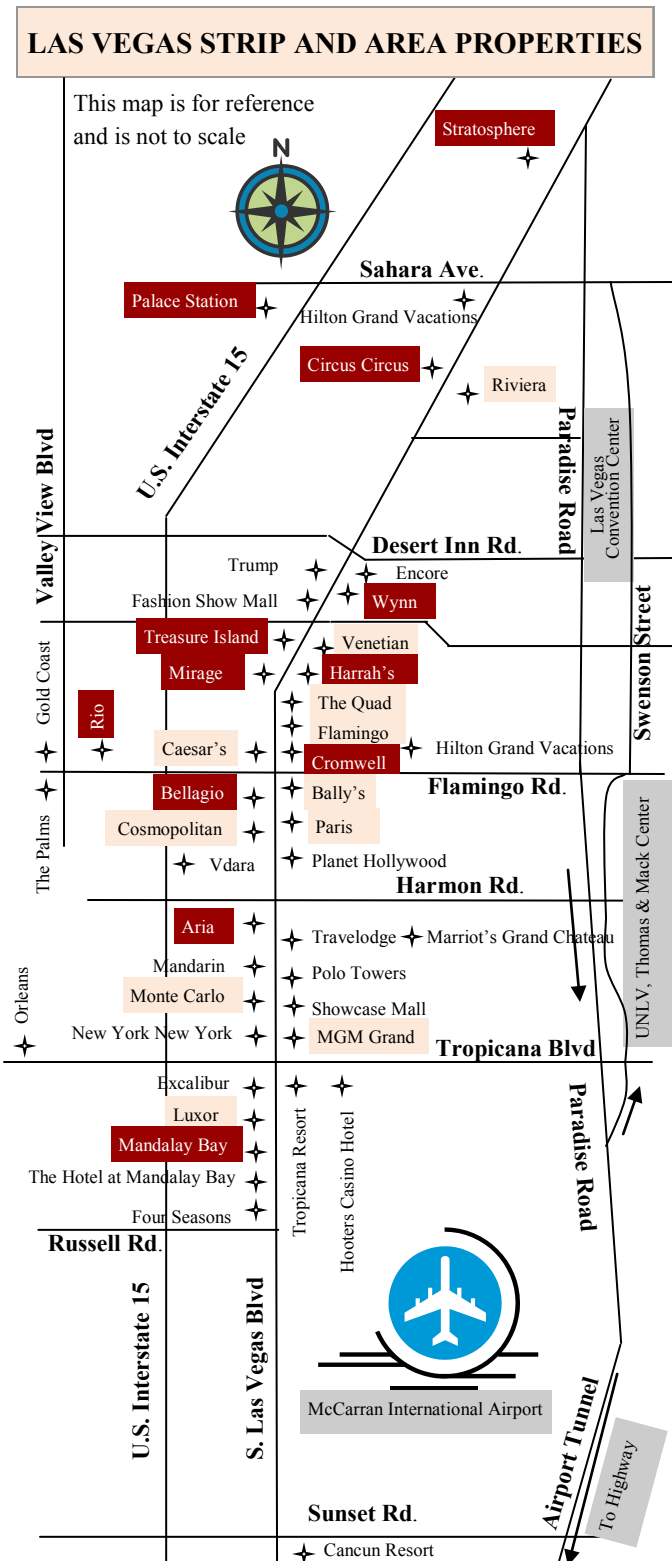 LAS VEGAS STRIP AND AREA PROPERTIES
This map is for reference
and is not to scale
N
Stratosphere
Sahara Ave.
Palace Station
Hilton Grand Vacations
U.S. Interstate 15
Circus Circus
Riviera
Paradise Road
Las Vegas
Convention Center
Valley View Blvd
Desert Inn Rd.
Trump
Encore
Fashion Show Mall
Wynn
Treasure Island
Venetian
Swenson Street
Gold Coast
Mirage
Harrah's
Rio
The Quad
Flamingo
Caesar's
Hilton Grand Vacations
Cromwell
Flamingo Rd.
The Palms
Bellagio
Bally's
Cosmopolitan
Paris
Vdara
Planet Hollywood
UNLV, Thomas & Mack Center
Harmon Rd.
Aria
Travelodge
Marriot's Grand Chateau
Mandarin
Polo Towers
Orleans
Monte Carlo
Showcase Mall
New York New York
MGM Grand
Tropicana Blvd
Excalibur
Tropicana Resort
Hooters Casino Hotel
Paradise Road
Luxor
Mandalay Bay
The Hotel at Mandalay Bay
Four Seasons
Russell Rd.
U.S. Interstate 15
S. Las Vegas Blvd
McCarran International Airport
Airport Tunnel
To Highway
Sunset Rd.
Cancun Resort